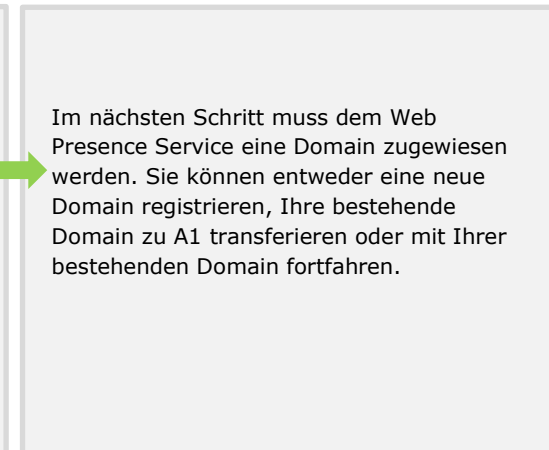 Im nächsten Schritt muss dem Web
Presence Service eine Domain zugewiesen
werden. Sie können entweder eine neue
Domain registrieren, Ihre bestehende
Domain zu A1 transferieren oder mit Ihrer
bestehenden Domain fortfahren.